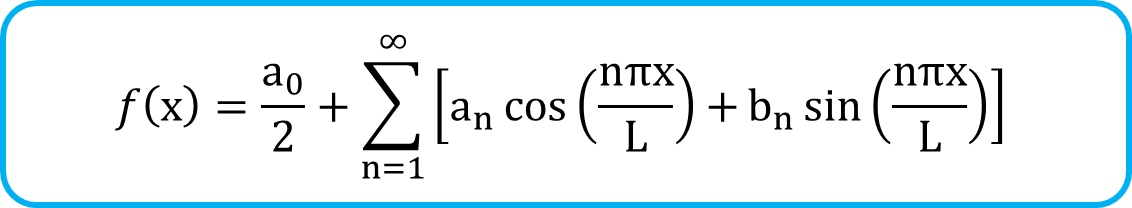 f(x) = a₀/2 + ∑_{n=1}^{∞} [aₙ cos (nπx/L) + bₙ sin (nπx/L)]